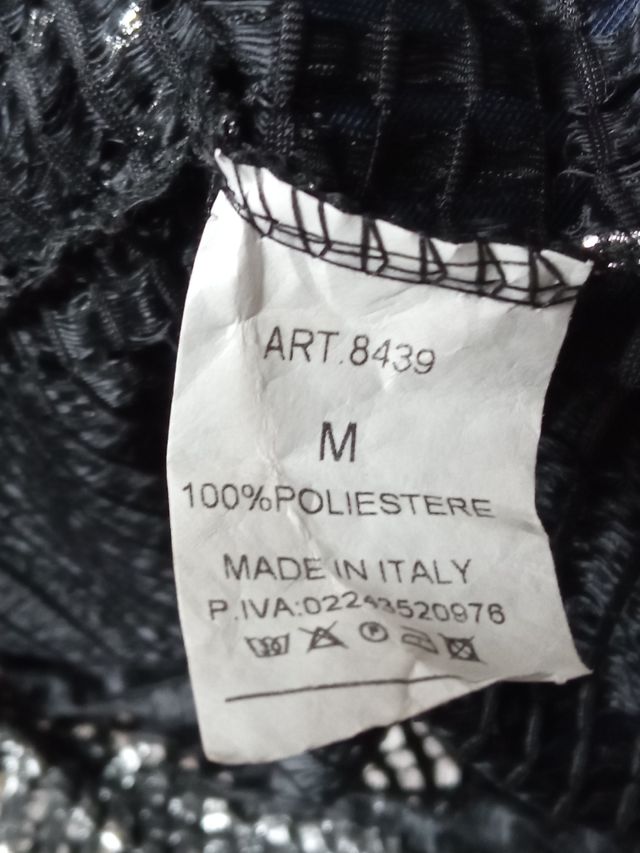 ART.8439
M
100%POLIESTERE
MADE IN ITALY
P.IVA:02243520976